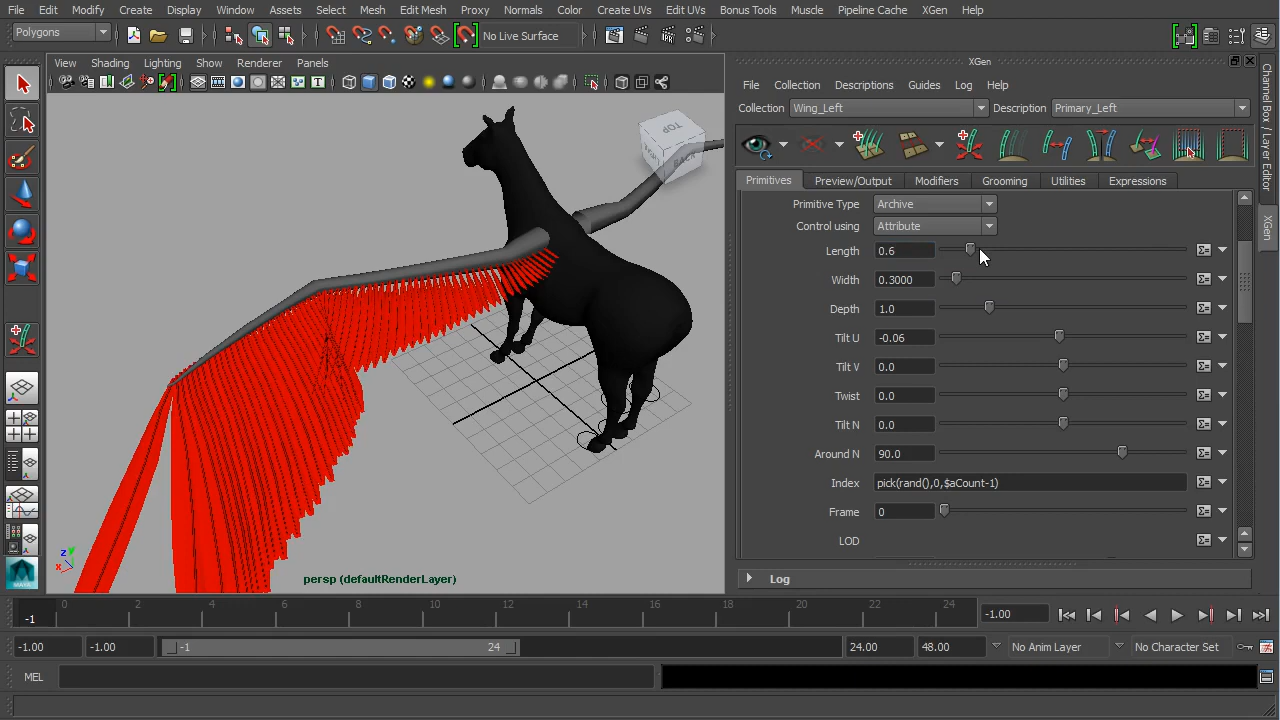 File Edit Modify Create Display Window Assets Select Mesh Edit Mesh Proxy Normals Color Create UVs Edit UVs Bonus Tools Muscle Pipeline Cache XGen Help
Polygons No Live Surface
View Shading Lighting Show Renderer Panels
XGen
File Collection Descriptions Guides Log Help
Collection Wing_Left Description Primary_Left
Primitives Preview/Output Modifiers Grooming Utilities Expressions
Primitive Type Archive
Control using Attribute
Length 0.6
Width 0.3000
Depth 1.0
Tilt U -0.06
Tilt V 0.0
Twist 0.0
Tilt N 0.0
Around N 90.0
Index pick(rand(),0,$aCount-1)
Frame 0
LOD
Log
Channel Box / Layer Editor
XGen
TOP
BACK
z y x
persp (defaultRenderLayer)
-1 0 2 4 6 8 10 12 14 16 18 20 22 24 -1.00
-1.00 -1.00 -1 24 24.00 48.00 No Anim Layer No Character Set
MEL